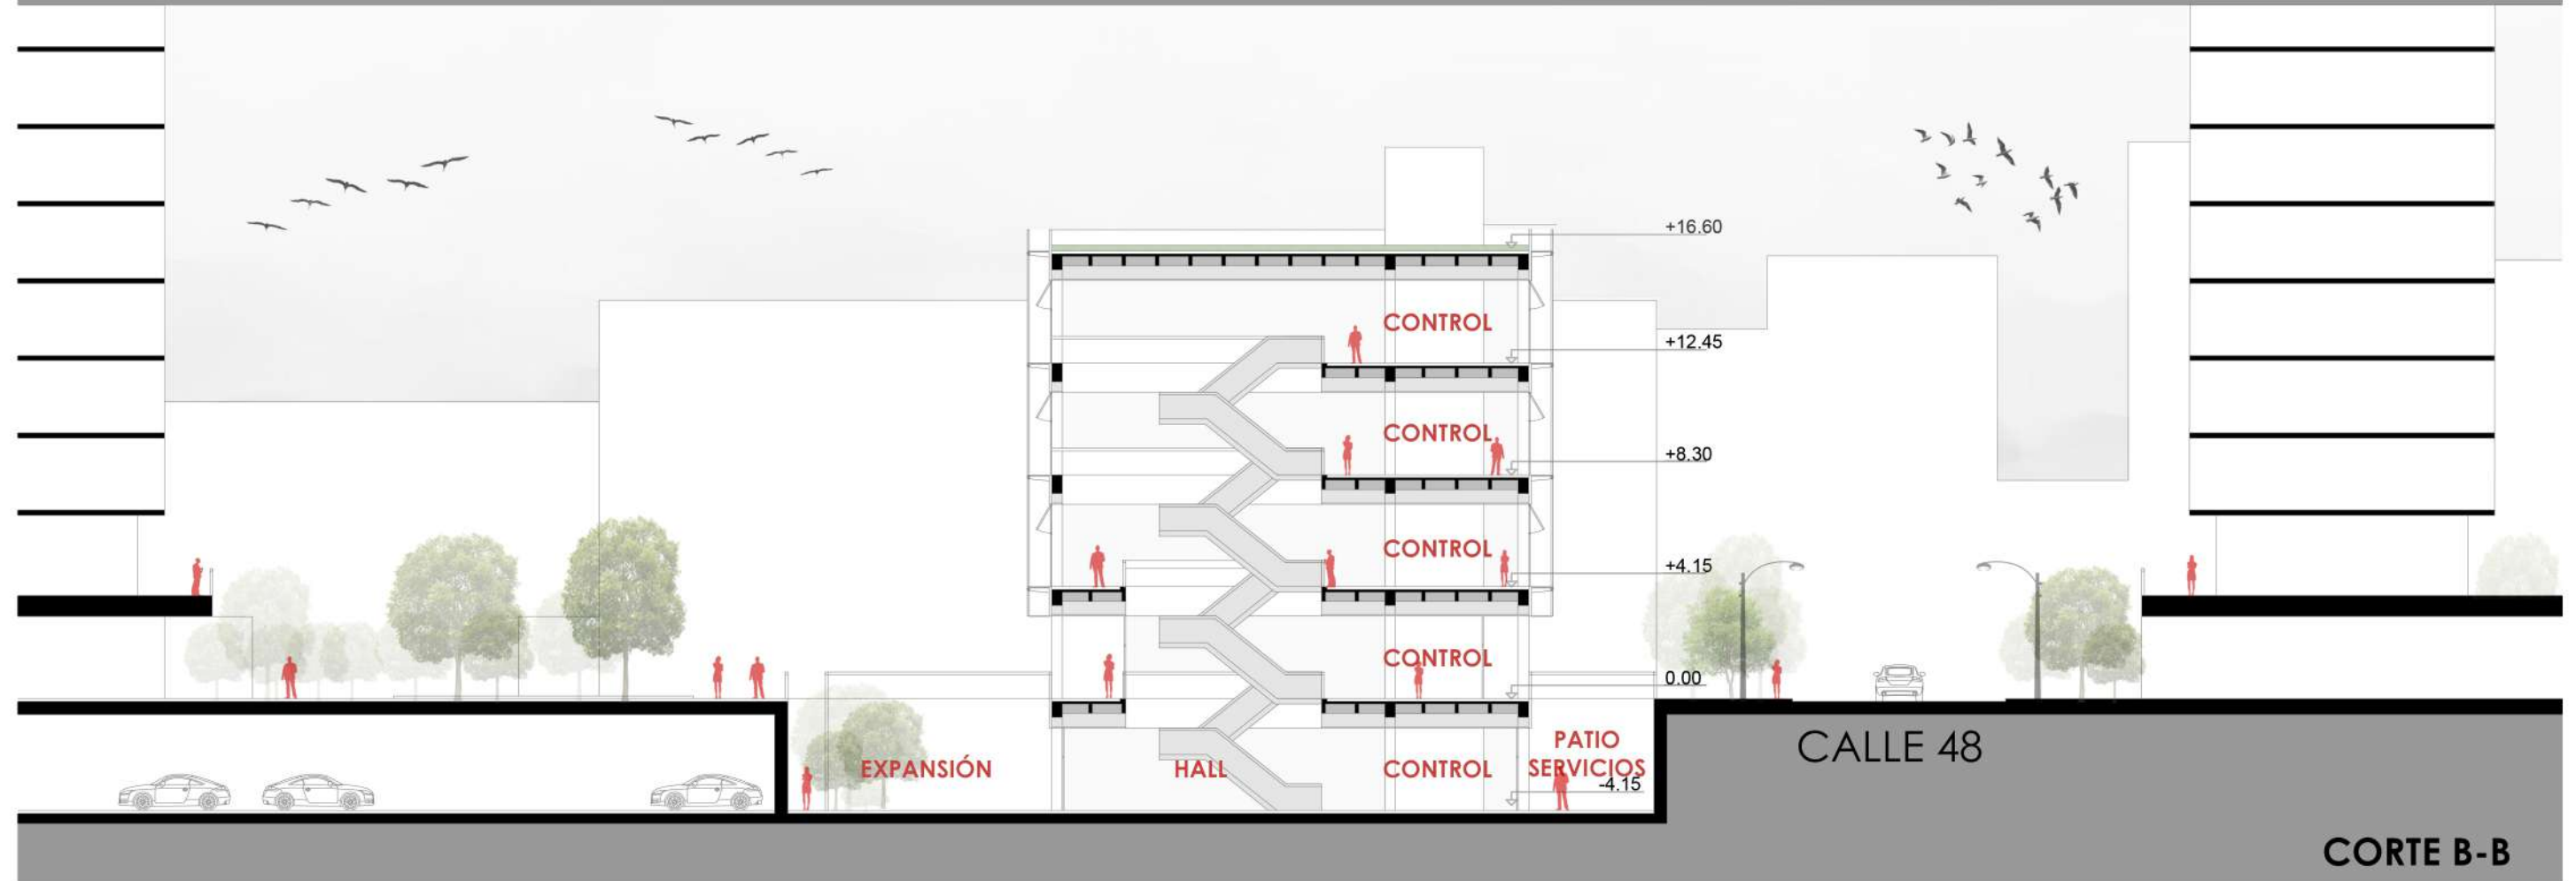 +16.60
CONTROL
+12.45
CONTROL
+8.30
CONTROL
+4.15
CONTROL
0.00
EXPANSIÓN
HALL
CONTROL
PATIO
SERVICIOS
-4.15
CALLE 48
CORTE B-B